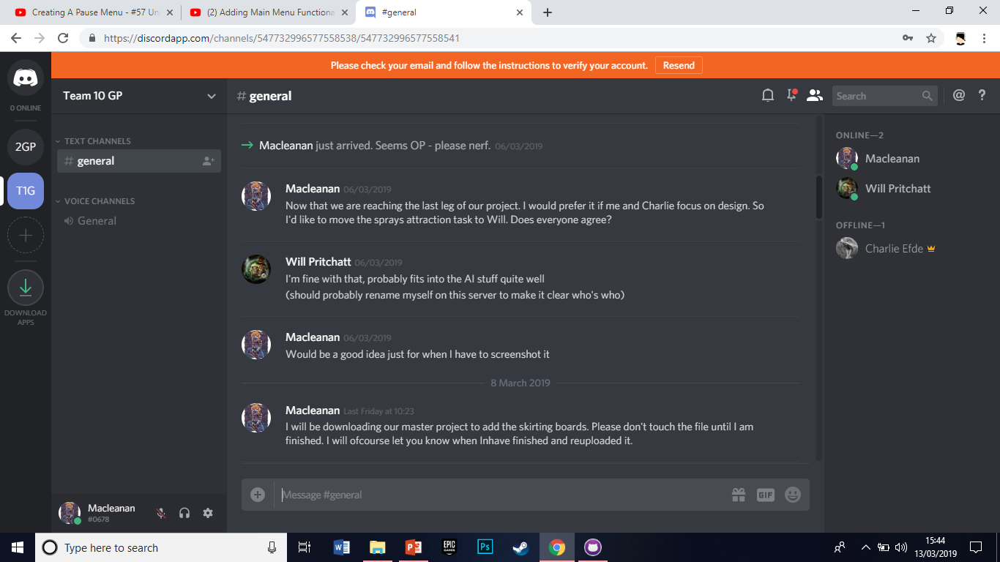 Creating A Pause Menu - #57 Un
(2) Adding Main Menu Functiona
#general
https://discordapp.com/channels/547732996577558538/547732996577558541
Please check your email and follow the instructions to verify your account.
Resend
0 ONLINE
2GP
T1G
DOWNLOAD
APPS
Team 10 GP
TEXT CHANNELS
# general
VOICE CHANNELS
General
# general
Search
@
?
Macleanan just arrived. Seems OP - please nerf. 06/03/2019
Macleanan 06/03/2019
Now that we are reaching the last leg of our project. I would prefer it if me and Charlie focus on design. So
I'd like to move the sprays attraction task to Will. Does everyone agree?
Will Pritchatt 06/03/2019
I'm fine with that, probably fits into the AI stuff quite well
(should probably rename myself on this server to make it clear who's who)
Macleanan 06/03/2019
Would be a good idea just for when I have to screenshot it
8 March 2019
Macleanan Last Friday at 10:23
I will be downloading our master project to add the skirting boards. Please don't touch the file until I am
finished. I will ofcourse let you know when Inhave finished and reuploaded it.
Message #general
GIF
ONLINE—2
Macleanan
Will Pritchatt
OFFLINE—1
Charlie Efde
Macleanan
#0678
Type here to search
EPIC
GAMES
Ps
15:44
13/03/2019